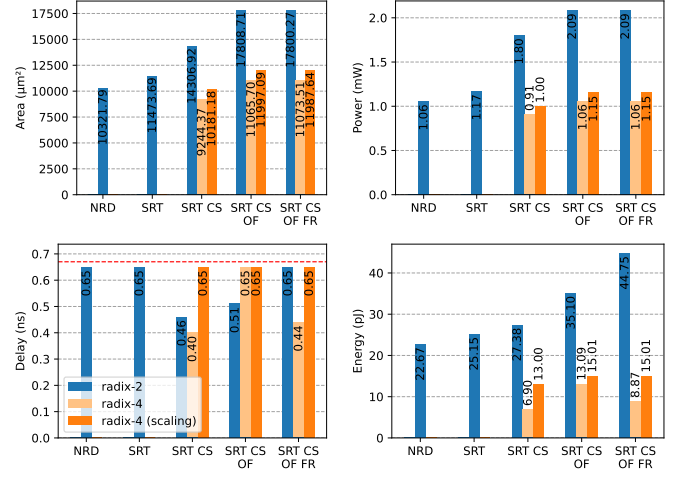 Area (μm²)
17500
15000
12500
10000
7500
5000
2500
0
10321.79
11473.69
14306.92
9244.37
10181.18
17808.71
11065.70
11997.09
17800.27
11073.51
11987.64
NRD
SRT
SRT CS
SRT CS
OF
SRT CS
OF FR
Power (mW)
2.0
1.5
1.0
0.5
0.0
1.06
1.17
1.80
0.91
1.00
2.09
1.06
1.15
2.09
1.06
1.15
NRD
SRT
SRT CS
SRT CS
OF
SRT CS
OF FR
Delay (ns)
0.7
0.6
0.5
0.4
0.3
0.2
0.1
0.0
0.65
0.65
0.46
0.40
0.65
0.51
0.65
0.65
0.65
0.44
0.65
radix-2
radix-4
radix-4 (scaling)
NRD
SRT
SRT CS
SRT CS
OF
SRT CS
OF FR
Energy (pJ)
40
30
20
10
0
22.67
25.15
27.38
6.90
13.00
35.10
13.09
15.01
44.75
8.87
15.01
NRD
SRT
SRT CS
SRT CS
OF
SRT CS
OF FR